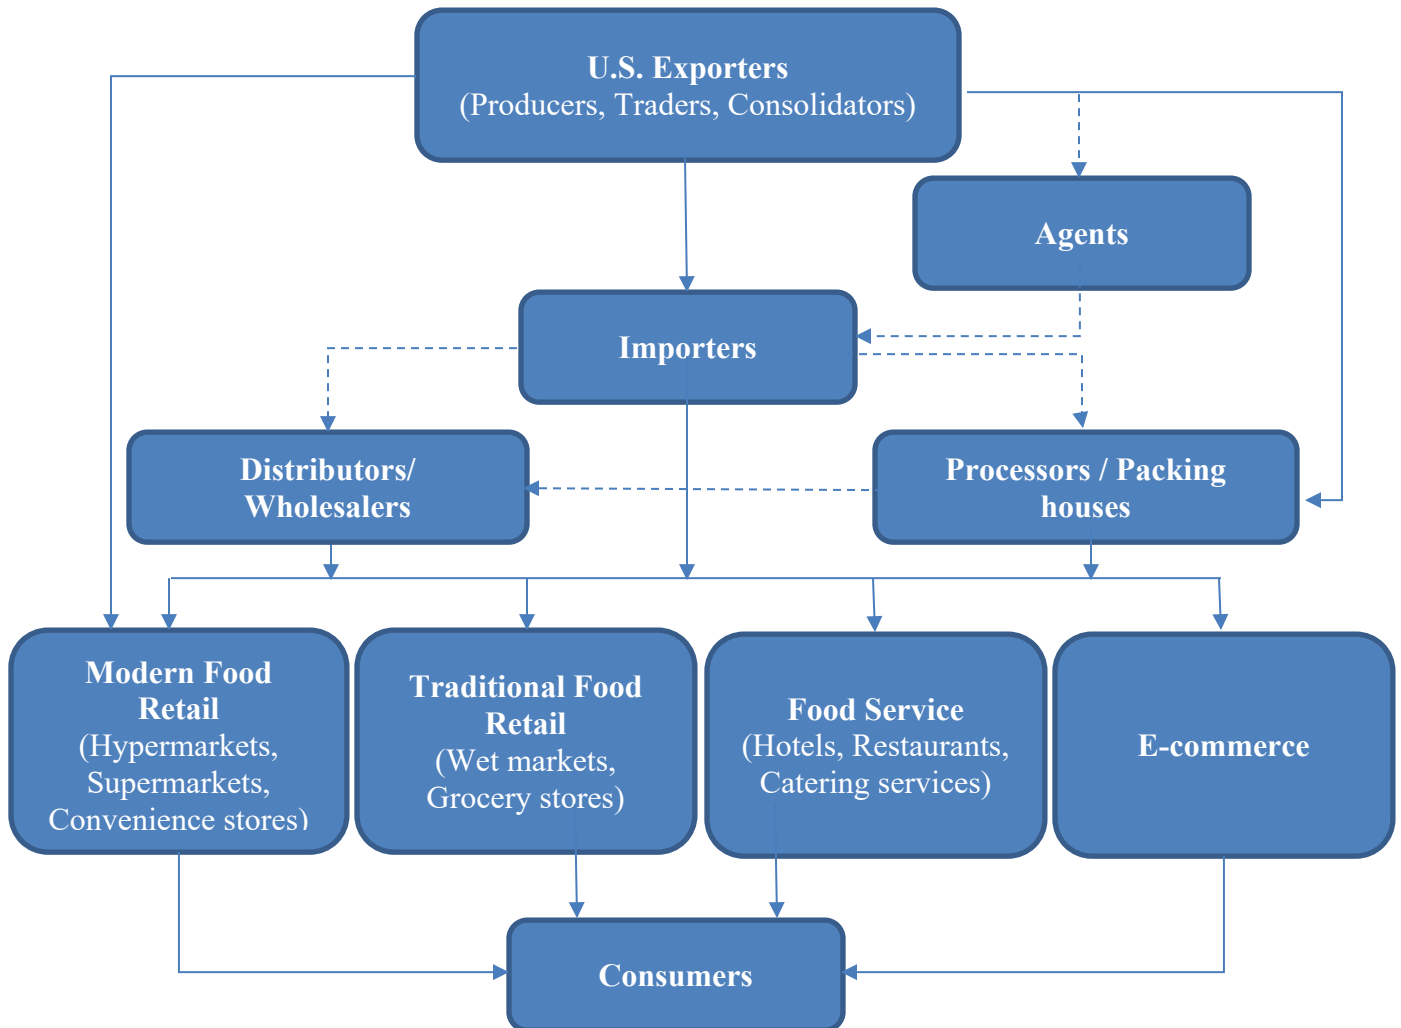 U.S. Exporters
(Producers, Traders, Consolidators)
Agents
Importers
Distributors/
Wholesalers
Processors / Packing
houses
Modern Food
Retail
(Hypermarkets,
Supermarkets,
Convenience stores)
Traditional Food
Retail
(Wet markets,
Grocery stores)
Food Service
(Hotels, Restaurants,
Catering services)
E-commerce
Consumers